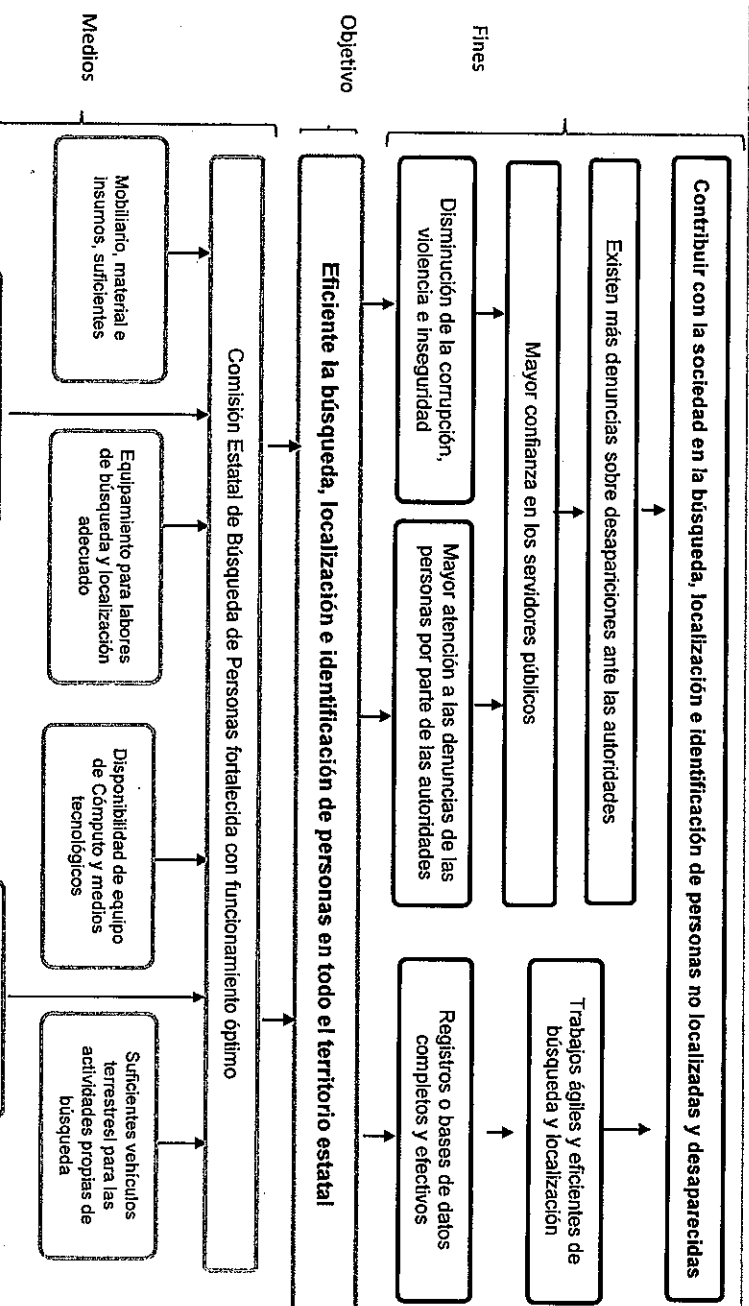 Fines
Contribuir con la sociedad en la búsqueda, localización e identificación de personas no localizadas y desaparecidas
Existen más denuncias sobre desapariciones ante las autoridades
Trabajos ágiles y eficientes de
búsqueda y localización
Mayor confianza en los servidores públicos
Disminución de la corrupción,
violencia e inseguridad
Mayor atención a las denuncias de las
personas por parte de las autoridades
Registros o bases de datos
completos y efectivos
Objetivo
Eficiente la búsqueda, localización e identificación de personas en todo el territorio estatal
Medios
Comisión Estatal de Búsqueda de Personas fortalecida con funcionamiento óptimo
Mobiliario, material e
insumos, suficientes
Equipamiento para labores
de búsqueda y localización
adecuado
Disponibilidad de equipo
de Cómputo y medios
tecnológicos
Suficientes vehículos
terrestresl para las
actividades propias de
búsqueda